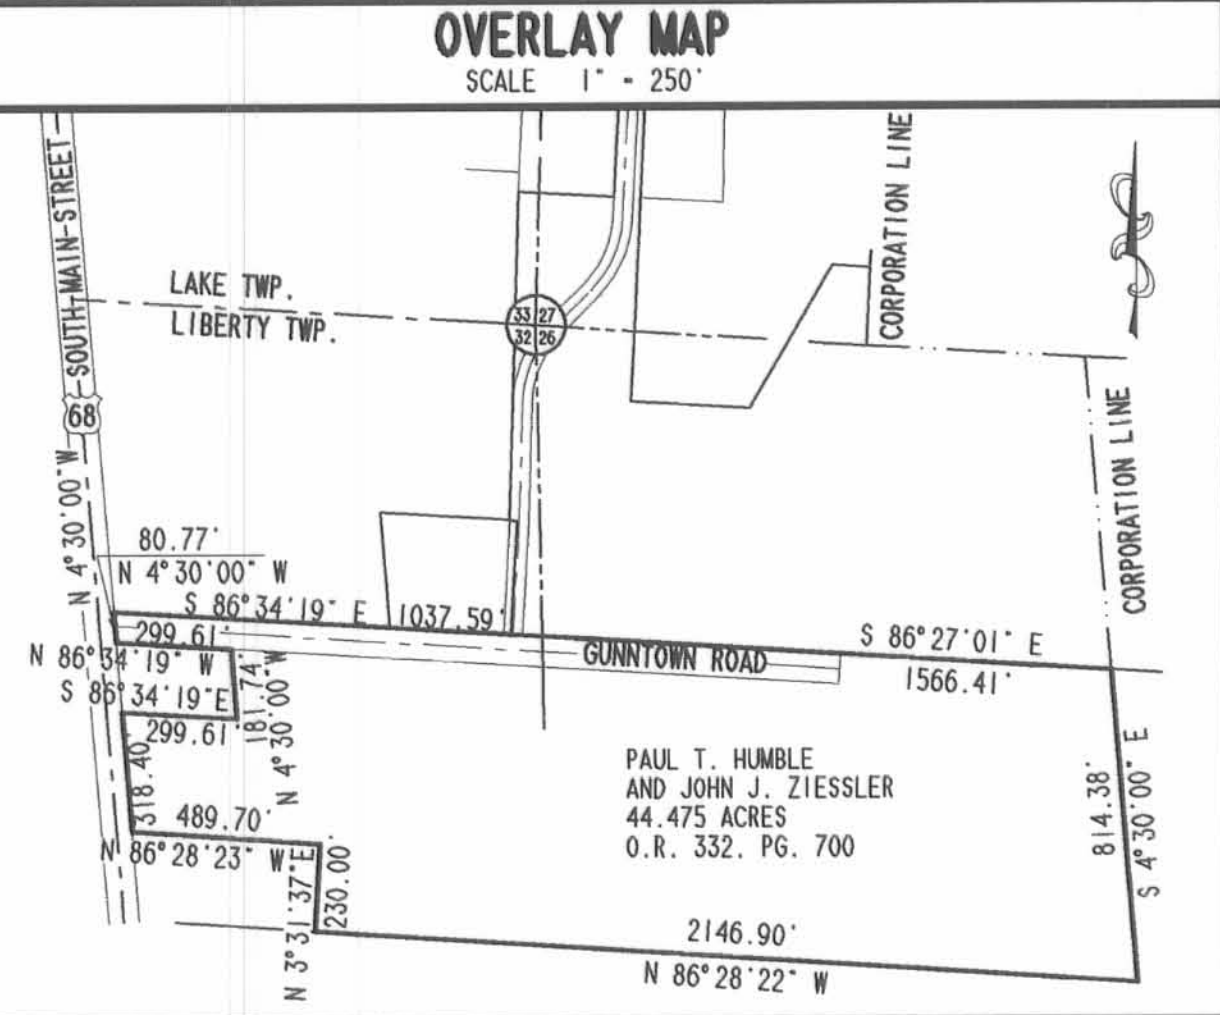 OVERLAY MAP
SCALE 1" - 250'
SOUTH-MAIN-STREET
CORPORATION LINE
LAKE TWP.
LIBERTY TWP.
33 27
32 26
68
CORPORATION LINE
N 4°30'00" W
80.77'
N 4°30'00" W
S 86°34'19" E
1037.59'
299.61'
N 86°34'19" W
GUNNTOWN ROAD
S 86°27'01" E
1566.41'
S 86°34'19"E
181.74'
N 4°30'00"W
299.61'
318.40'
PAUL T. HUMBLE
AND JOHN J. ZIESSLER
44.475 ACRES
O.R. 332. PG. 700
814.38'
S 4°30'00" E
489.70'
N 86°28'23" W
N 3°31'37"E
230.00'
2146.90'
N 86°28'22" W